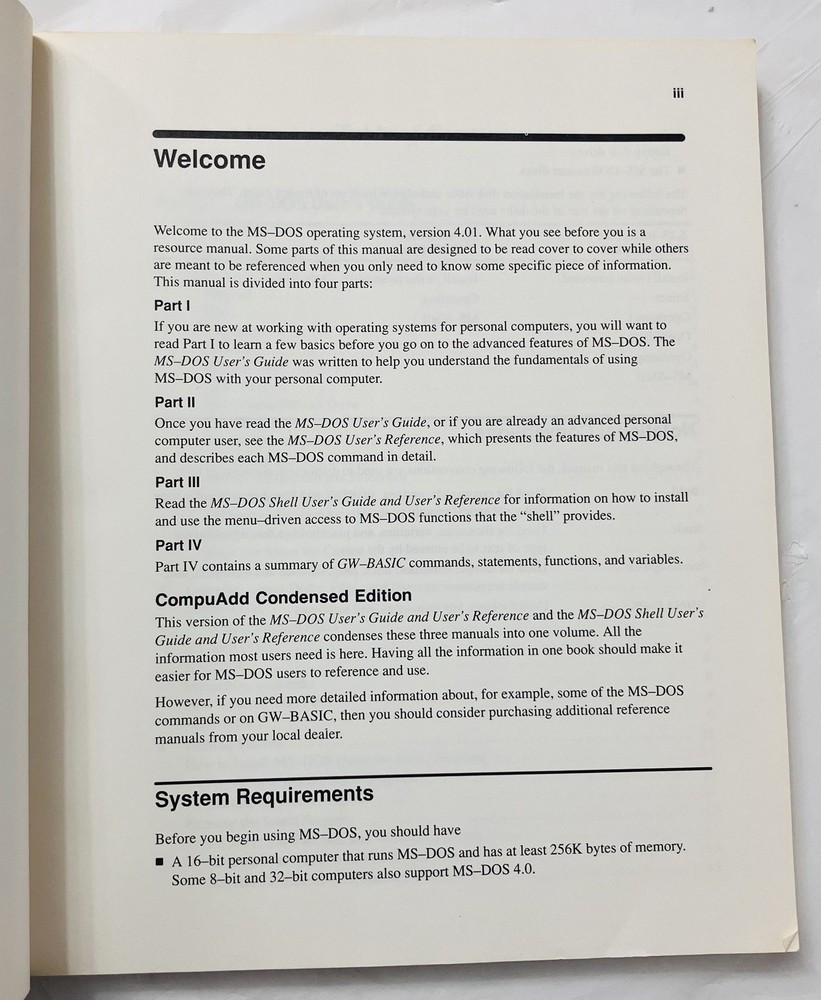 iii
Welcome
Welcome to the MS–DOS operating system, version 4.01. What you see before you is a
resource manual. Some parts of this manual are designed to be read cover to cover while others
are meant to be referenced when you only need to know some specific piece of information.
This manual is divided into four parts:
Part I
If you are new at working with operating systems for personal computers, you will want to
read Part I to learn a few basics before you go on to the advanced features of MS–DOS. The
MS–DOS User's Guide was written to help you understand the fundamentals of using
MS–DOS with your personal computer.
Part II
Once you have read the MS–DOS User's Guide, or if you are already an advanced personal
computer user, see the MS–DOS User's Reference, which presents the features of MS–DOS,
and describes each MS–DOS command in detail.
Part III
Read the MS–DOS Shell User's Guide and User's Reference for information on how to install
and use the menu–driven access to MS–DOS functions that the “shell” provides.
Part IV
Part IV contains a summary of GW–BASIC commands, statements, functions, and variables.
CompuAdd Condensed Edition
This version of the MS–DOS User's Guide and User's Reference and the MS–DOS Shell User's
Guide and User's Reference condenses these three manuals into one volume. All the
information most users need is here. Having all the information in one book should make it
easier for MS–DOS users to reference and use.
However, if you need more detailed information about, for example, some of the MS–DOS
commands or on GW–BASIC, then you should consider purchasing additional reference
manuals from your local dealer.
System Requirements
Before you begin using MS–DOS, you should have
■ A 16–bit personal computer that runs MS–DOS and has at least 256K bytes of memory.
Some 8–bit and 32–bit computers also support MS–DOS 4.0.